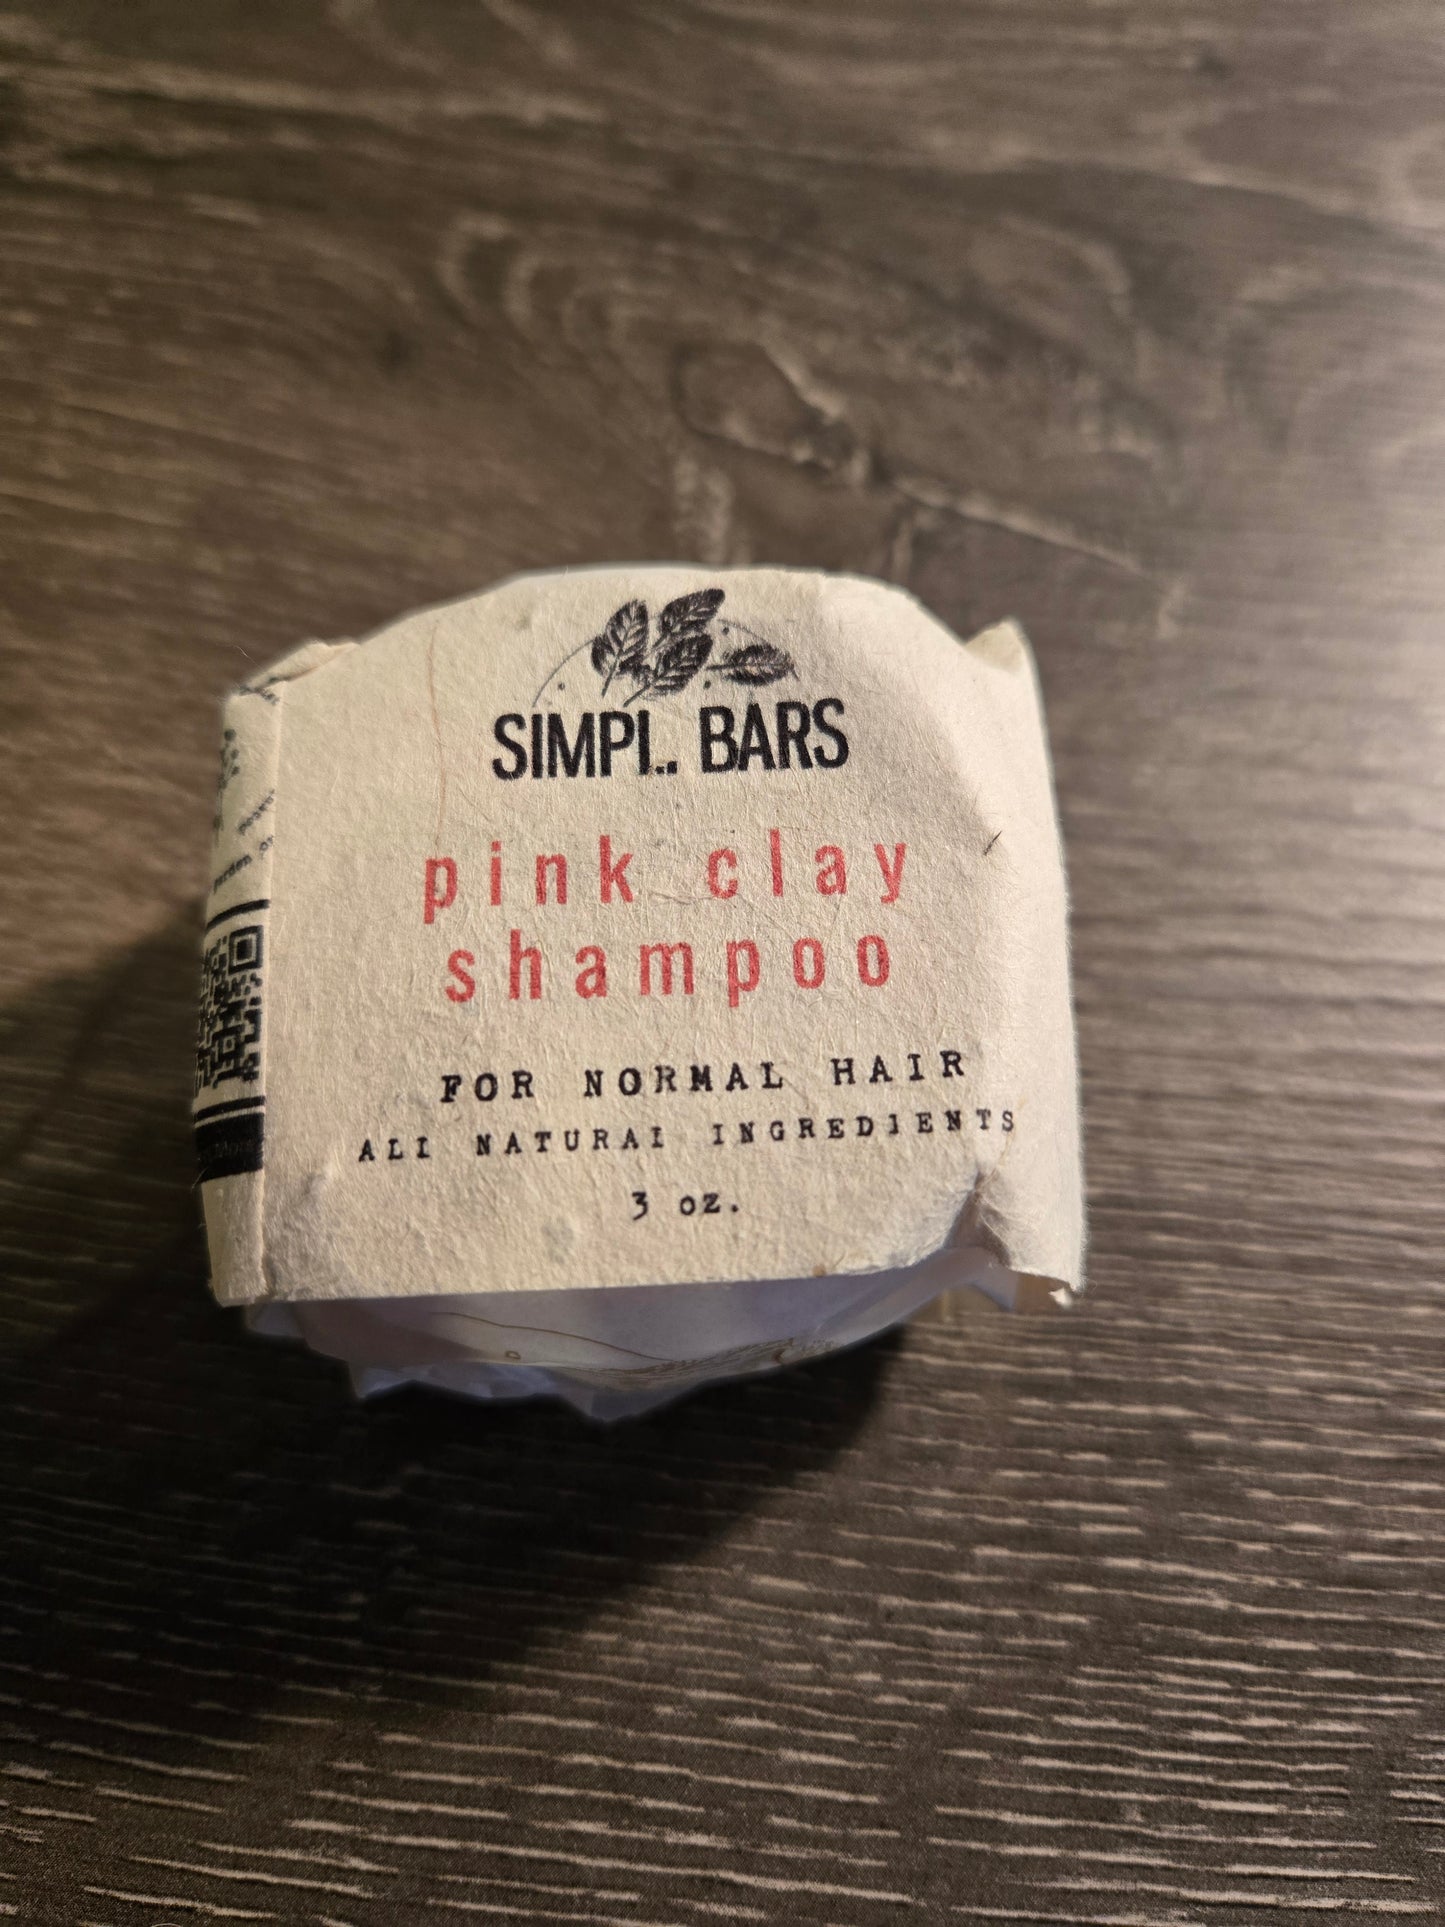 SIMPL.. BARS
pink clay
shampoo
FOR NORMAL HAIR
ALL NATURAL INGREDIENTS
3 oz.